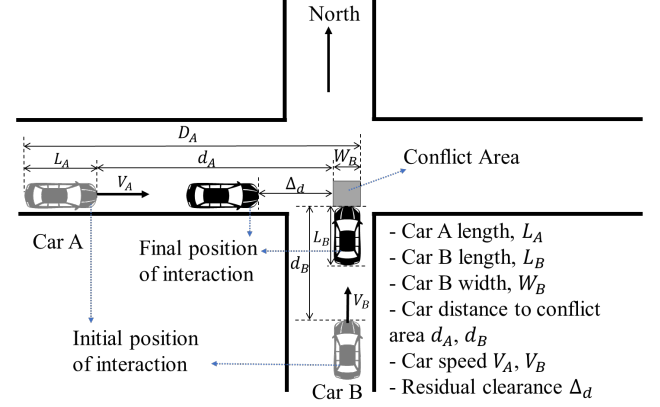 North
D_A
L_A
d_A
W_B
Conflict Area
V_A
Δ_d
Car A
Final position
of interaction
L_B
d_B
V_B
Initial position
of interaction
Car B
- Car A length, L_A
- Car B length, L_B
- Car B width, W_B
- Car distance to conflict
area d_A, d_B
- Car speed V_A, V_B
- Residual clearance Δ_d